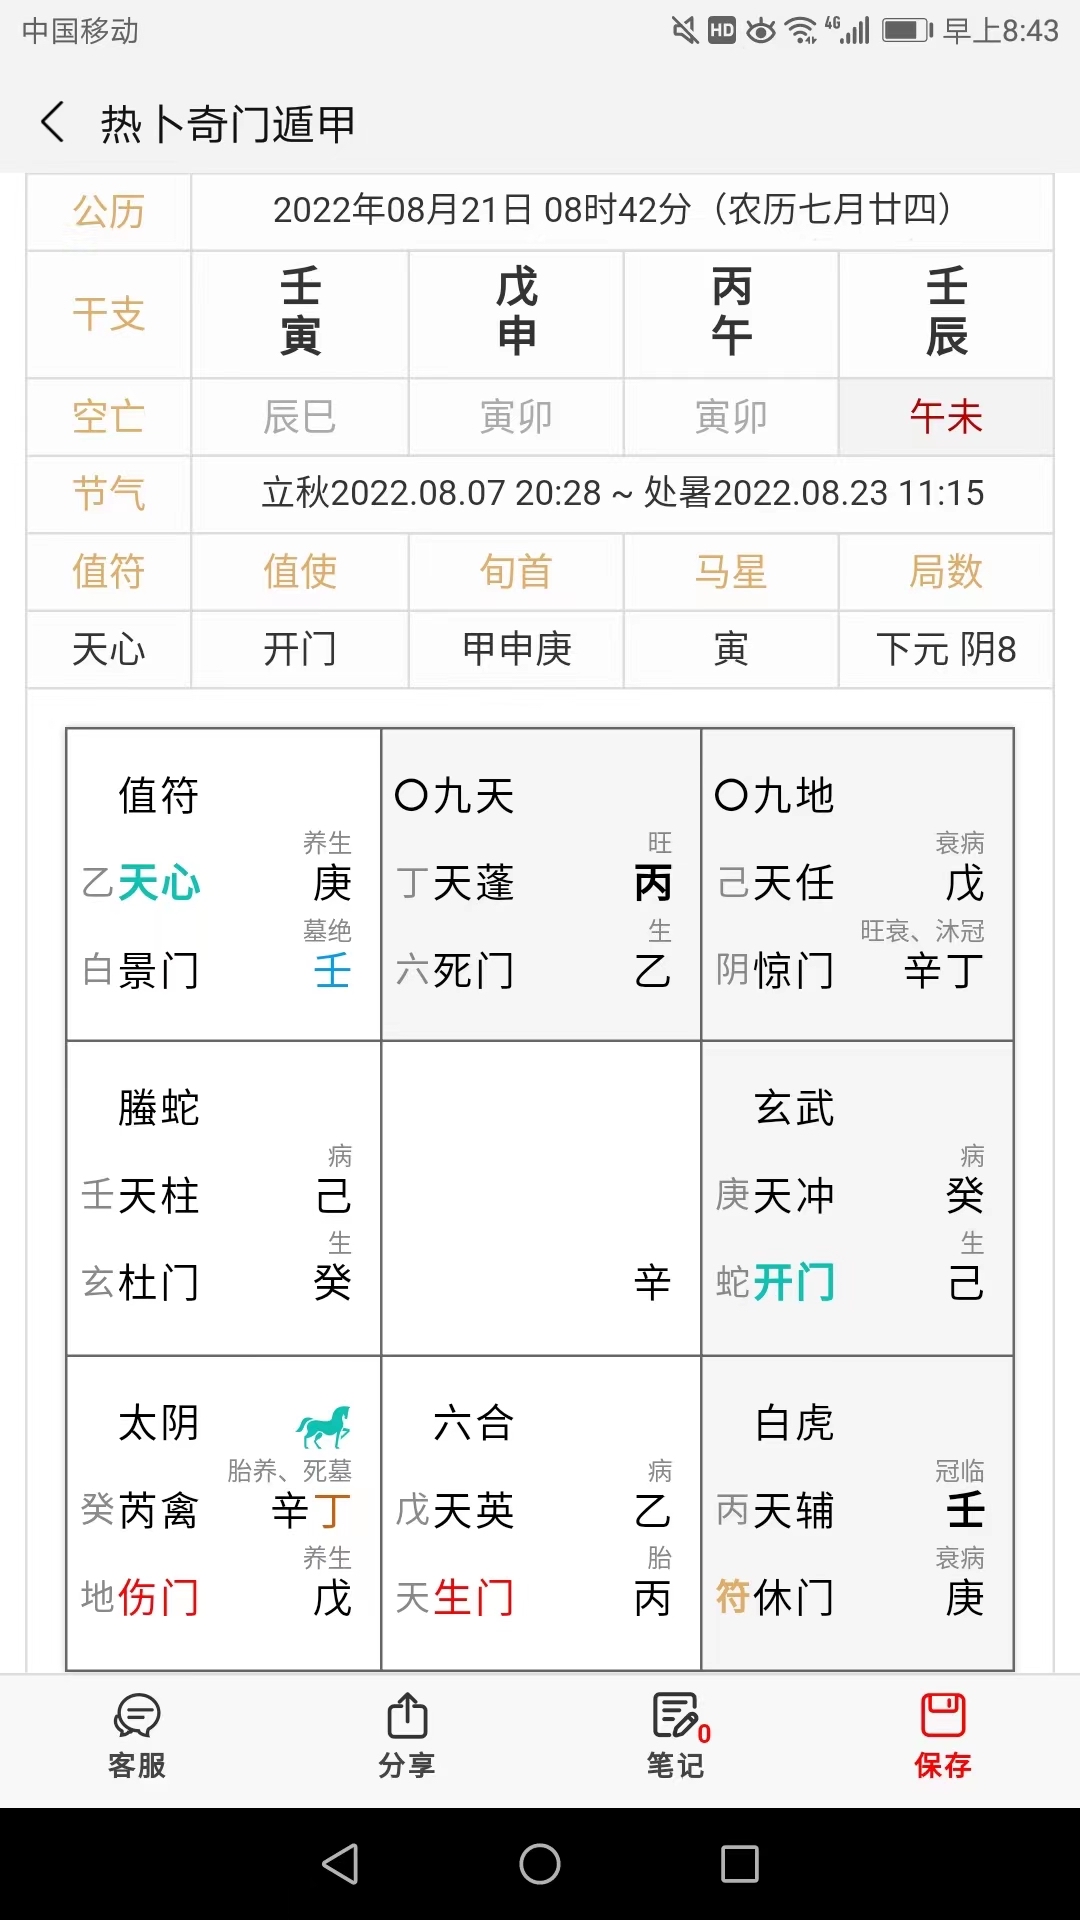 中国移动 HD 4G 早上8:43
热卜奇门遁甲
公历 2022年08月21日 08时42分（农历七月廿四）
干支 壬寅 戊申 丙午 壬辰
空亡 辰巳 寅卯 寅卯 午未
节气 立秋2022.08.07 20:28 ~ 处暑2022.08.23 11:15
值符 值使 旬首 马星 局数
天心 开门 甲申庚 寅 下元 阴8
值符 〇九天 〇九地
养生 旺 衰病
乙天心 庚 丁天蓬 丙 己天任 戊
墓绝 生 旺衰、沐冠
白景门 壬 六死门 乙 阴惊门 辛丁
螣蛇 玄武
病 病
壬天柱 己 庚天冲 癸
生 生
玄杜门 癸 辛 蛇开门 己
太阴 六合 白虎
胎养、死墓 病 冠临
癸芮禽 辛丁 戊天英 乙 丙天辅 壬
养生 胎 衰病
地伤门 戊 天生门 丙 符休门 庚
客服 分享 笔记 0 保存